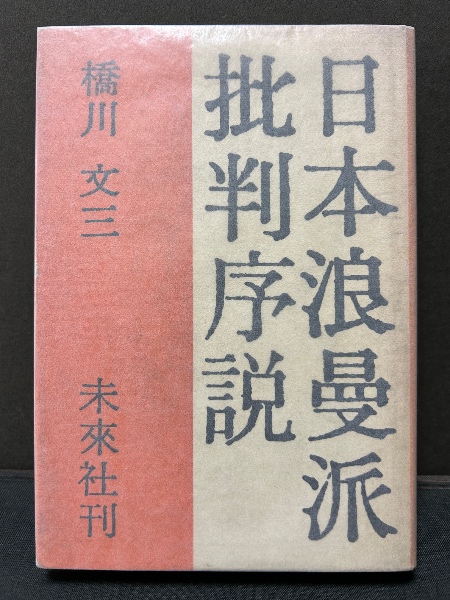 日本浪曼派
批判序説
橋川 文三
未來社刊